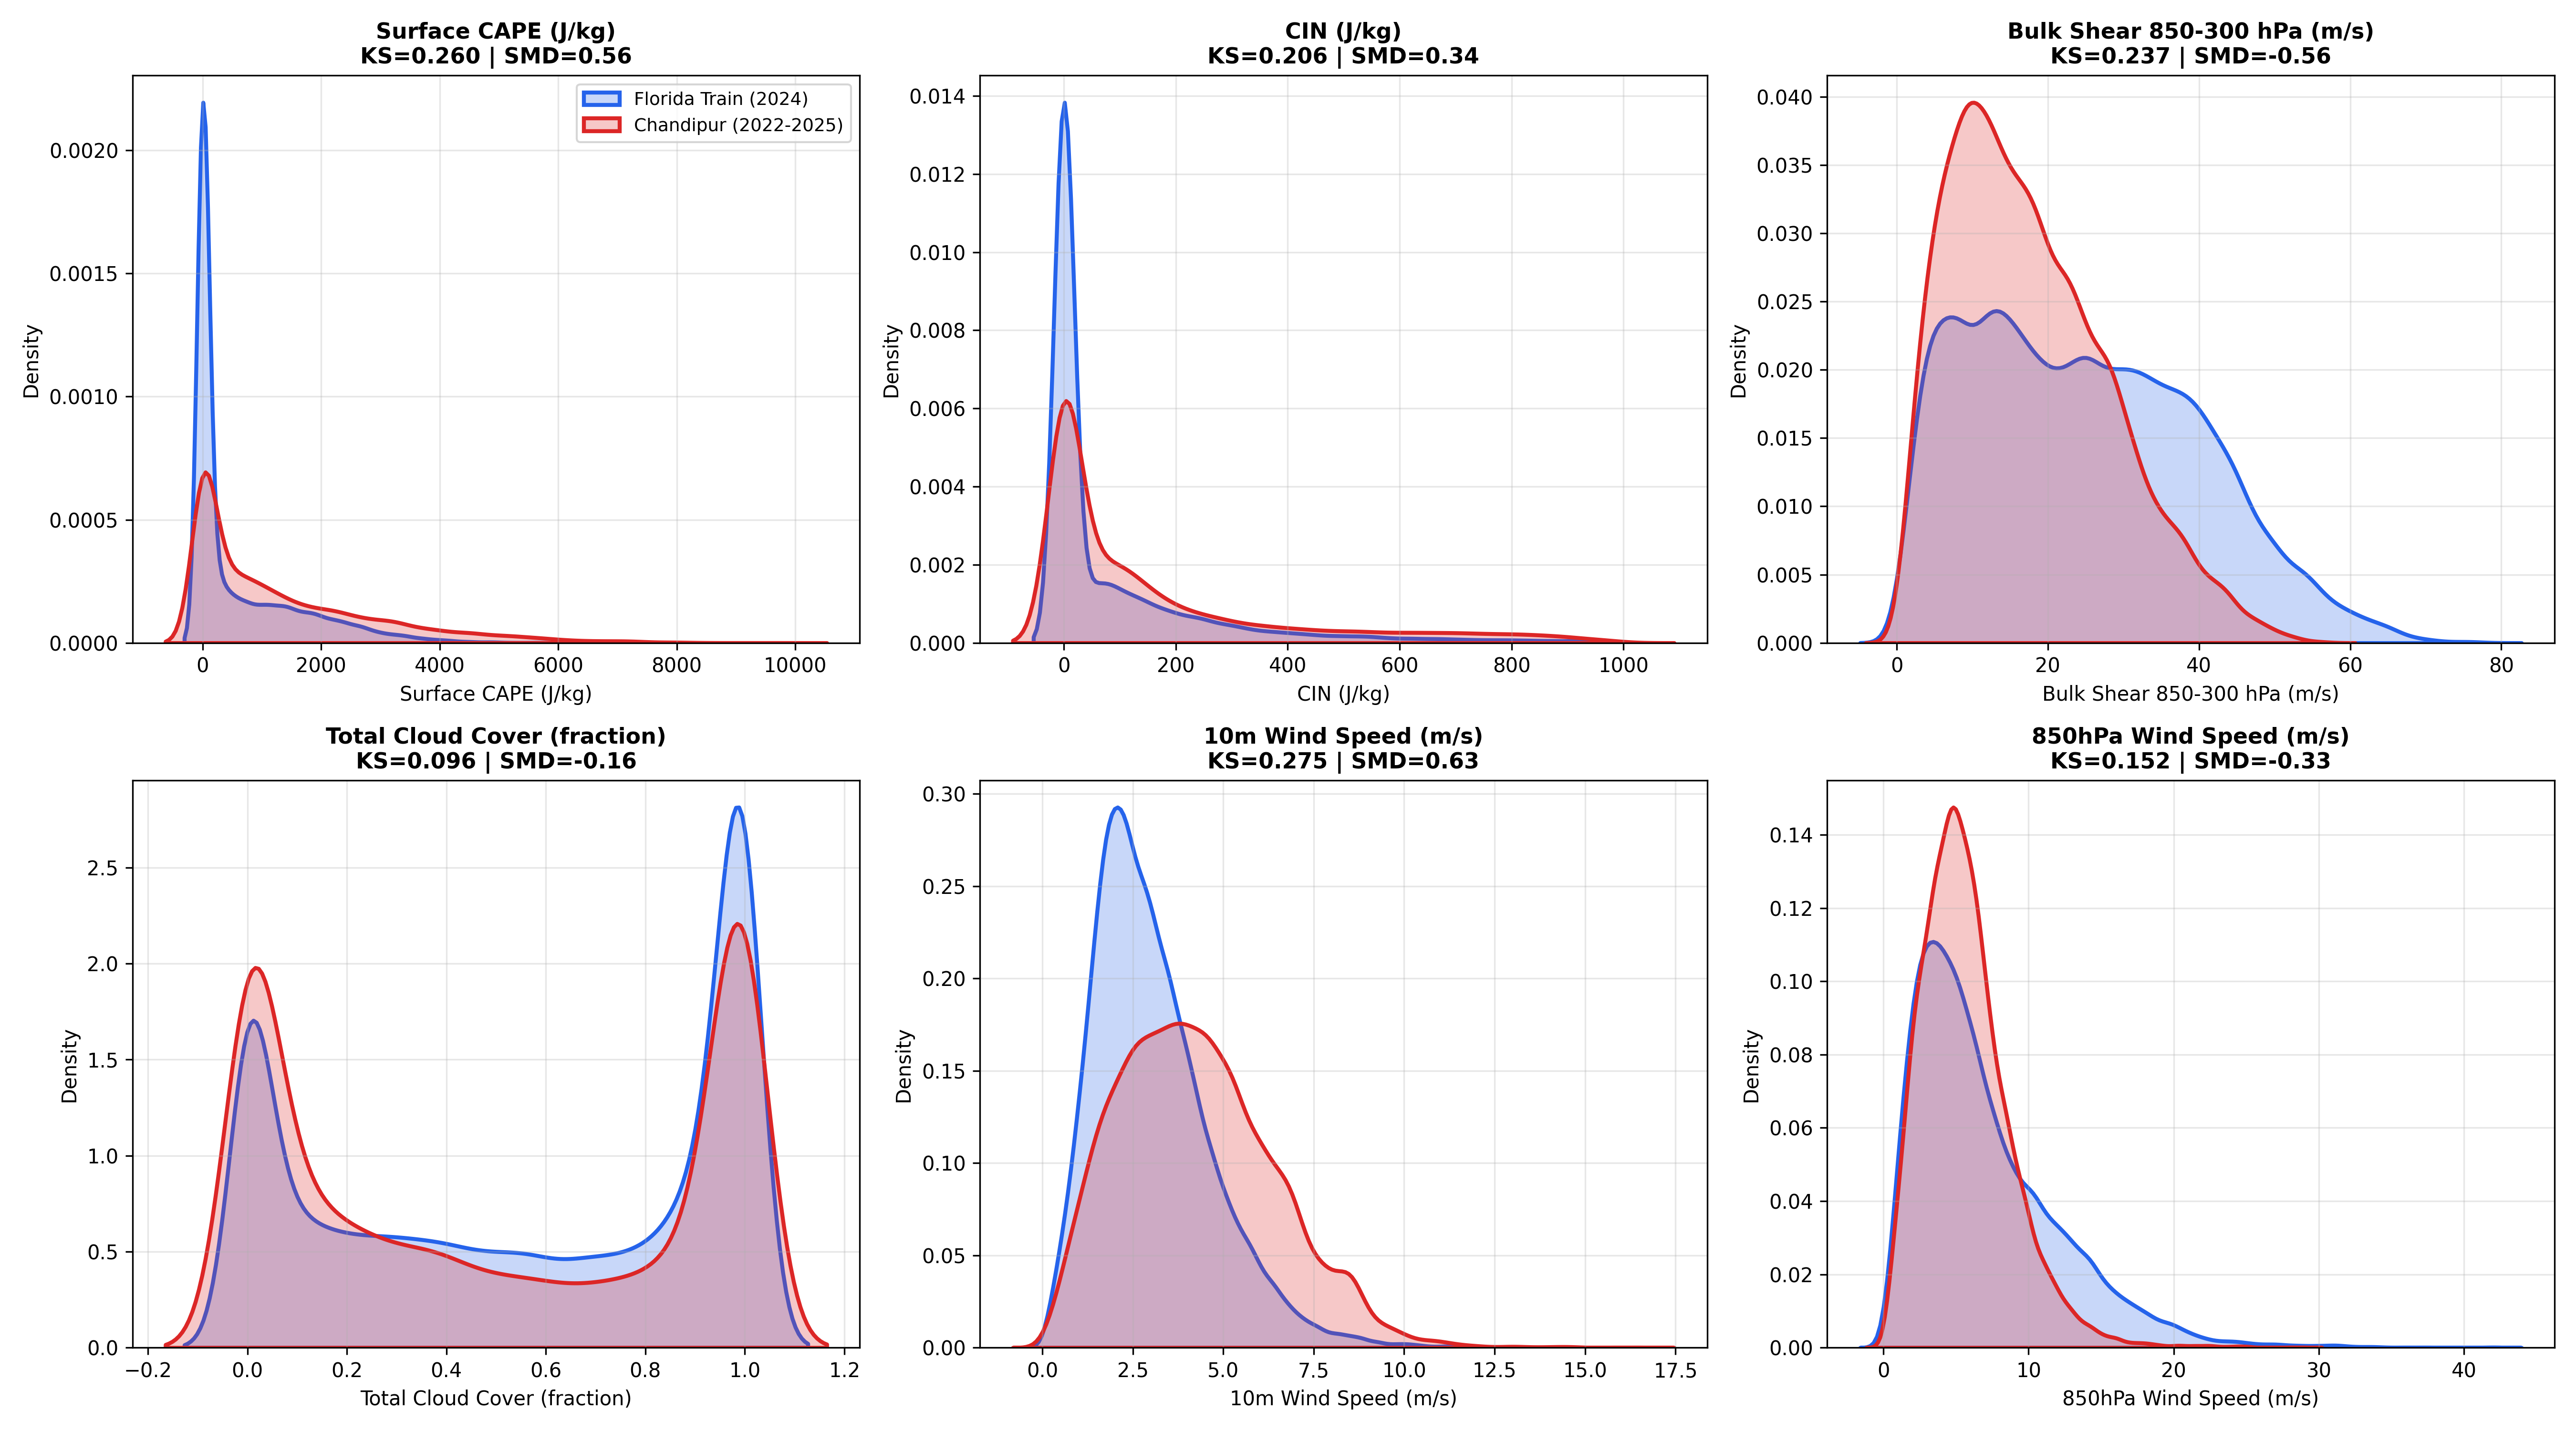 Surface CAPE (J/kg)
KS=0.260 | SMD=0.56
Density
0.0020
0.0015
0.0010
0.0005
0.0000
Florida Train (2024)
Chandipur (2022-2025)
0 2000 4000 6000 8000 10000
Surface CAPE (J/kg)
CIN (J/kg)
KS=0.206 | SMD=0.34
Density
0.014
0.012
0.010
0.008
0.006
0.004
0.002
0.000
0 200 400 600 800 1000
CIN (J/kg)
Bulk Shear 850-300 hPa (m/s)
KS=0.237 | SMD=-0.56
Density
0.040
0.035
0.030
0.025
0.020
0.015
0.010
0.005
0.000
0 20 40 60 80
Bulk Shear 850-300 hPa (m/s)
Total Cloud Cover (fraction)
KS=0.096 | SMD=-0.16
Density
2.5
2.0
1.5
1.0
0.5
0.0
−0.2 0.0 0.2 0.4 0.6 0.8 1.0 1.2
Total Cloud Cover (fraction)
10m Wind Speed (m/s)
KS=0.275 | SMD=0.63
Density
0.30
0.25
0.20
0.15
0.10
0.05
0.00
0.0 2.5 5.0 7.5 10.0 12.5 15.0 17.5
10m Wind Speed (m/s)
850hPa Wind Speed (m/s)
KS=0.152 | SMD=-0.33
Density
0.14
0.12
0.10
0.08
0.06
0.04
0.02
0.00
0 10 20 30 40
850hPa Wind Speed (m/s)